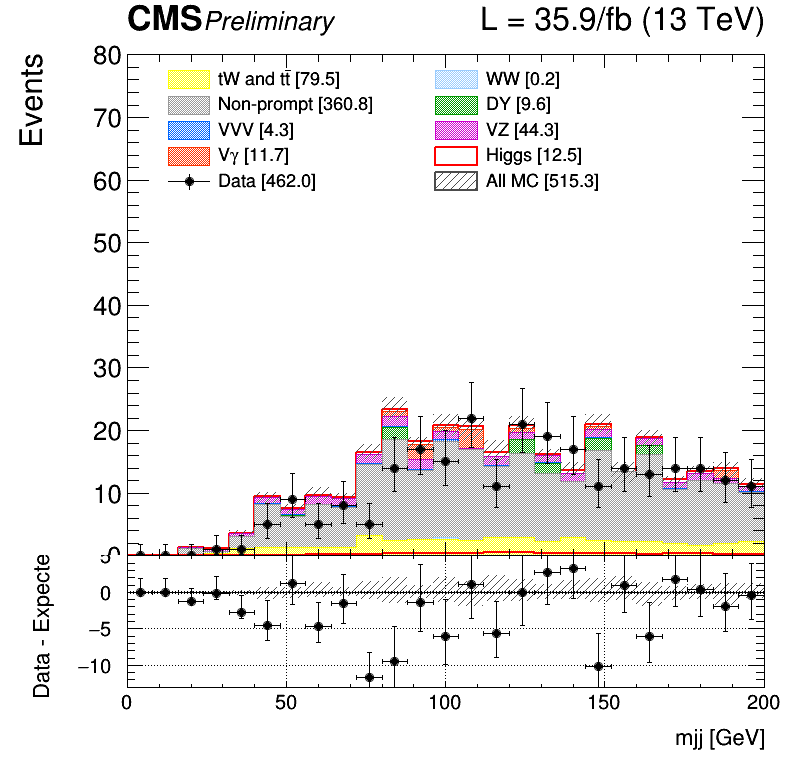 CMS Preliminary L = 35.9/fb (13 TeV)
Events
80
70
60
50
40
30
20
10
0
tW and tt̄ [79.5] WW [0.2]
Non-prompt [360.8] DY [9.6]
VVV [4.3] VZ [44.3]
Vγ [11.7] Higgs [12.5]
Data [462.0] All MC [515.3]
Data - Expecte
5
0
−5
−10
0 50 100 150 200
mjj [GeV]